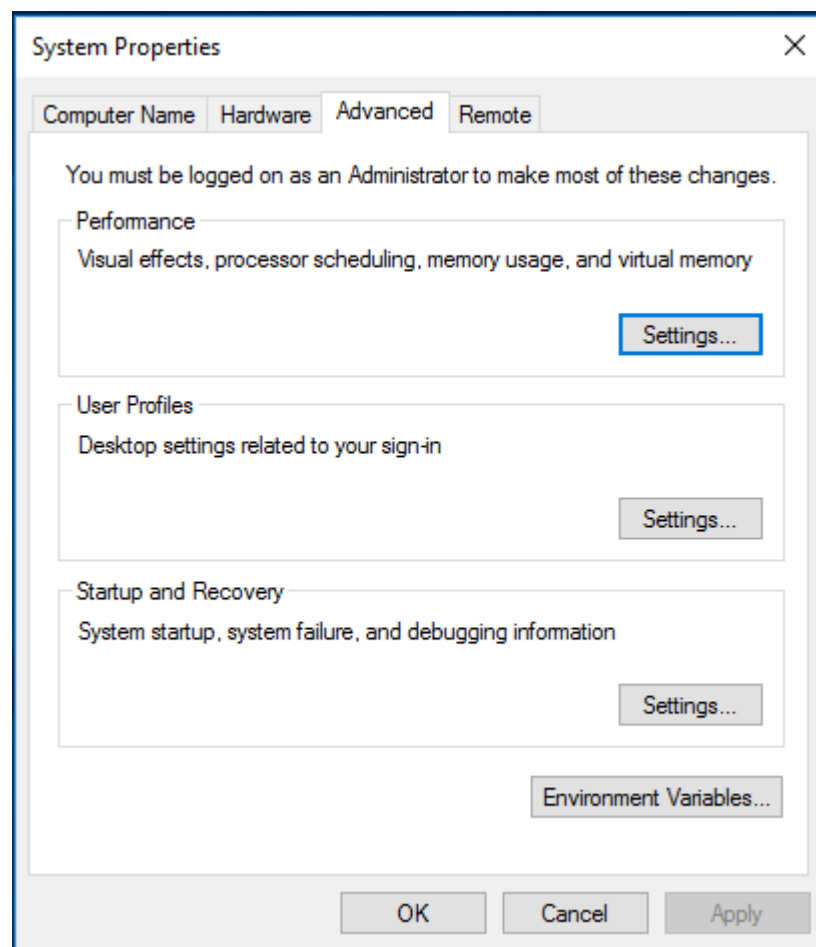 System Properties
Computer Name Hardware Advanced Remote
You must be logged on as an Administrator to make most of these changes.
Performance
Visual effects, processor scheduling, memory usage, and virtual memory
Settings...
User Profiles
Desktop settings related to your sign-in
Settings...
Startup and Recovery
System startup, system failure, and debugging information
Settings...
Environment Variables...
OK Cancel Apply